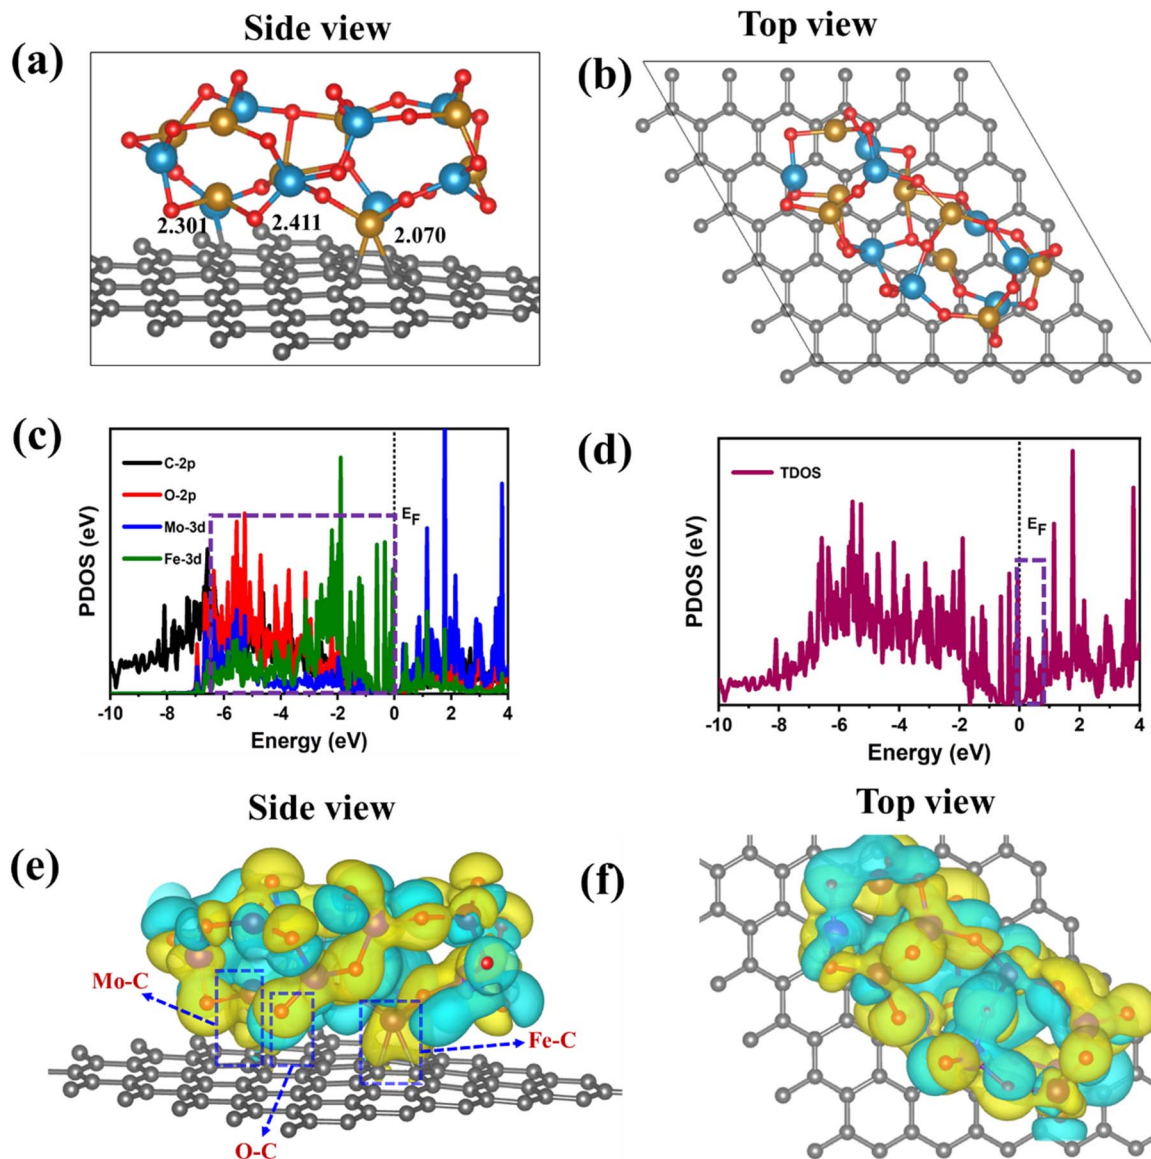 Side view
Top view
(a)
(b)
2.301
2.411
2.070
(c)
(d)
PDOS (eV)
C-2p
O-2p
Mo-3d
Fe-3d
E_F
-10 -8 -6 -4 -2 0 2 4
Energy (eV)
PDOS (eV)
TDOS
E_F
-10 -8 -6 -4 -2 0 2 4
Energy (eV)
Side view
Top view
(e)
(f)
Mo-C
Fe-C
O-C